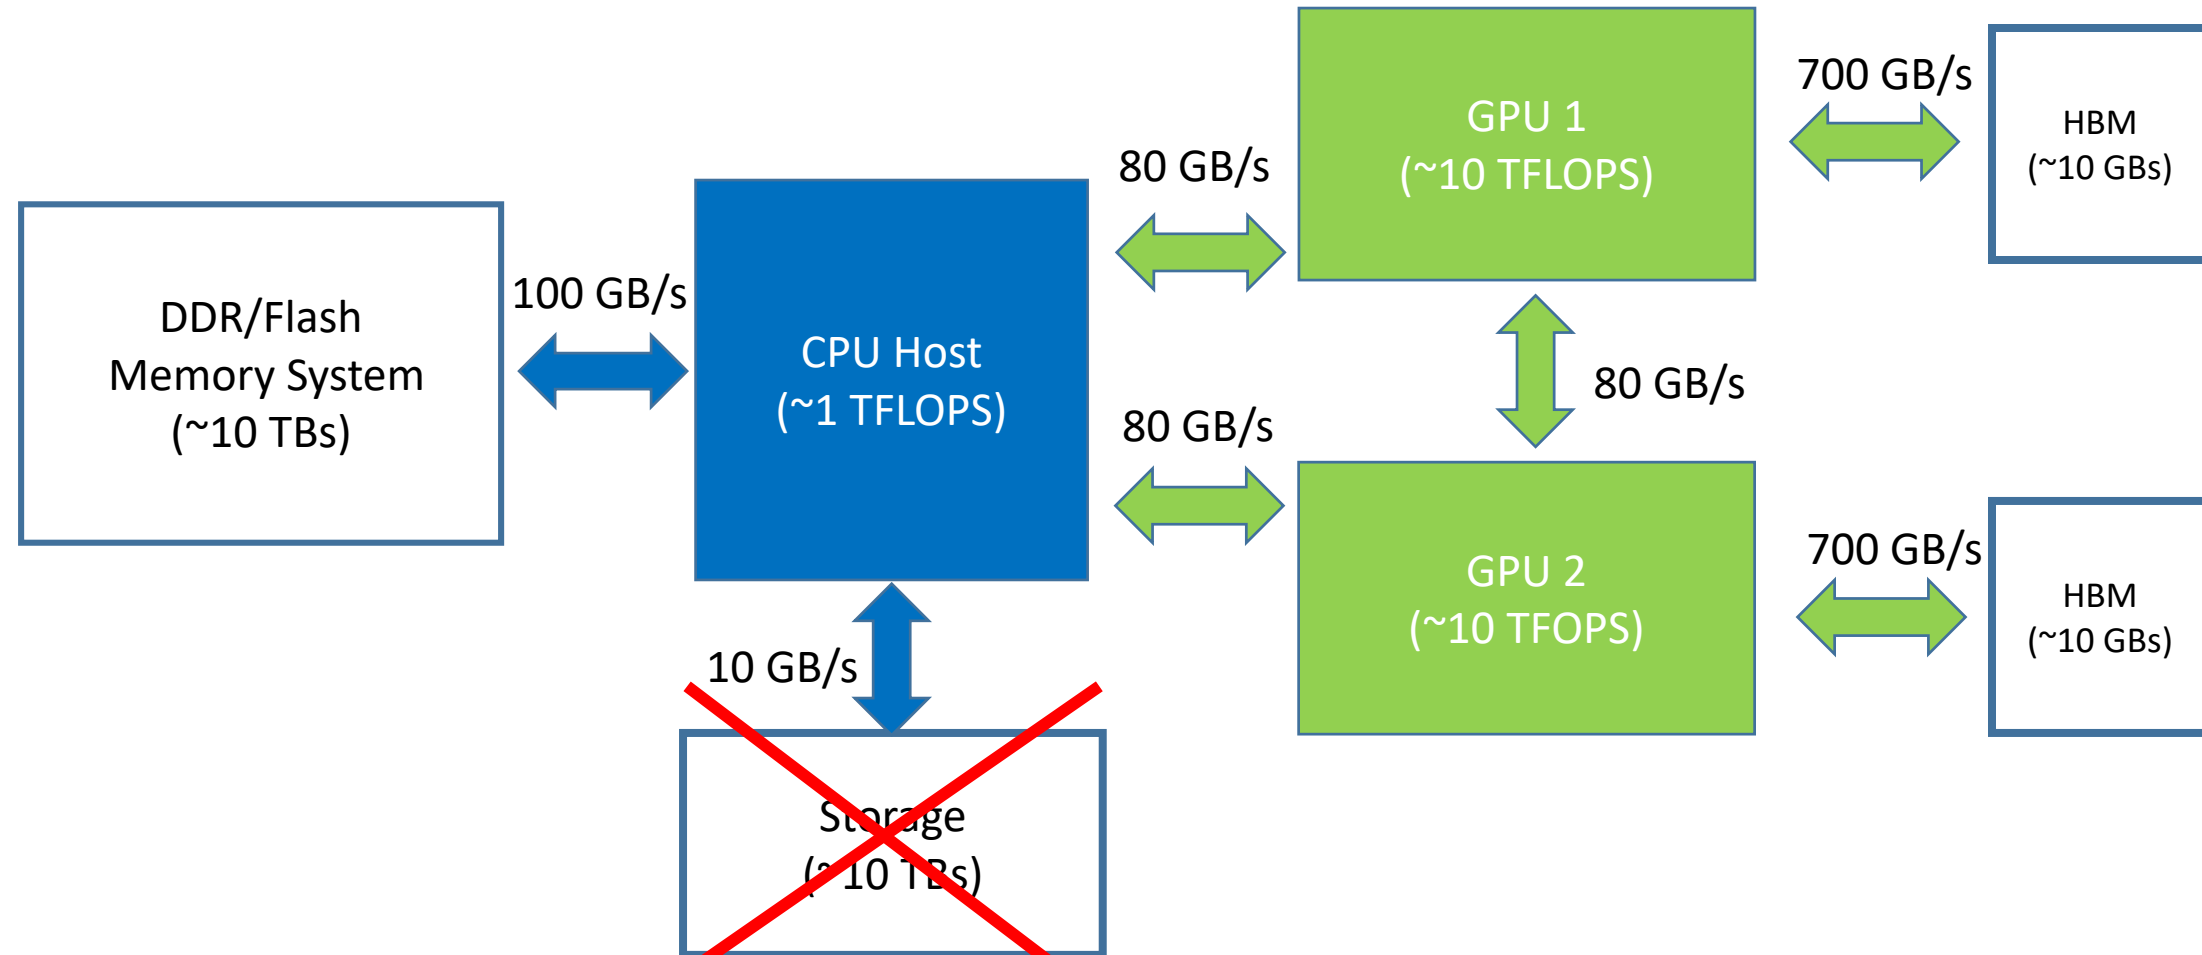 DDR/Flash
Memory System
(~10 TBs)
100 GB/s
CPU Host
(~1 TFLOPS)
80 GB/s
80 GB/s
GPU 1
(~10 TFLOPS)
80 GB/s
GPU 2
(~10 TFOPS)
700 GB/s
HBM
(~10 GBs)
700 GB/s
HBM
(~10 GBs)
10 GB/s
Storage
(~10 TBs)